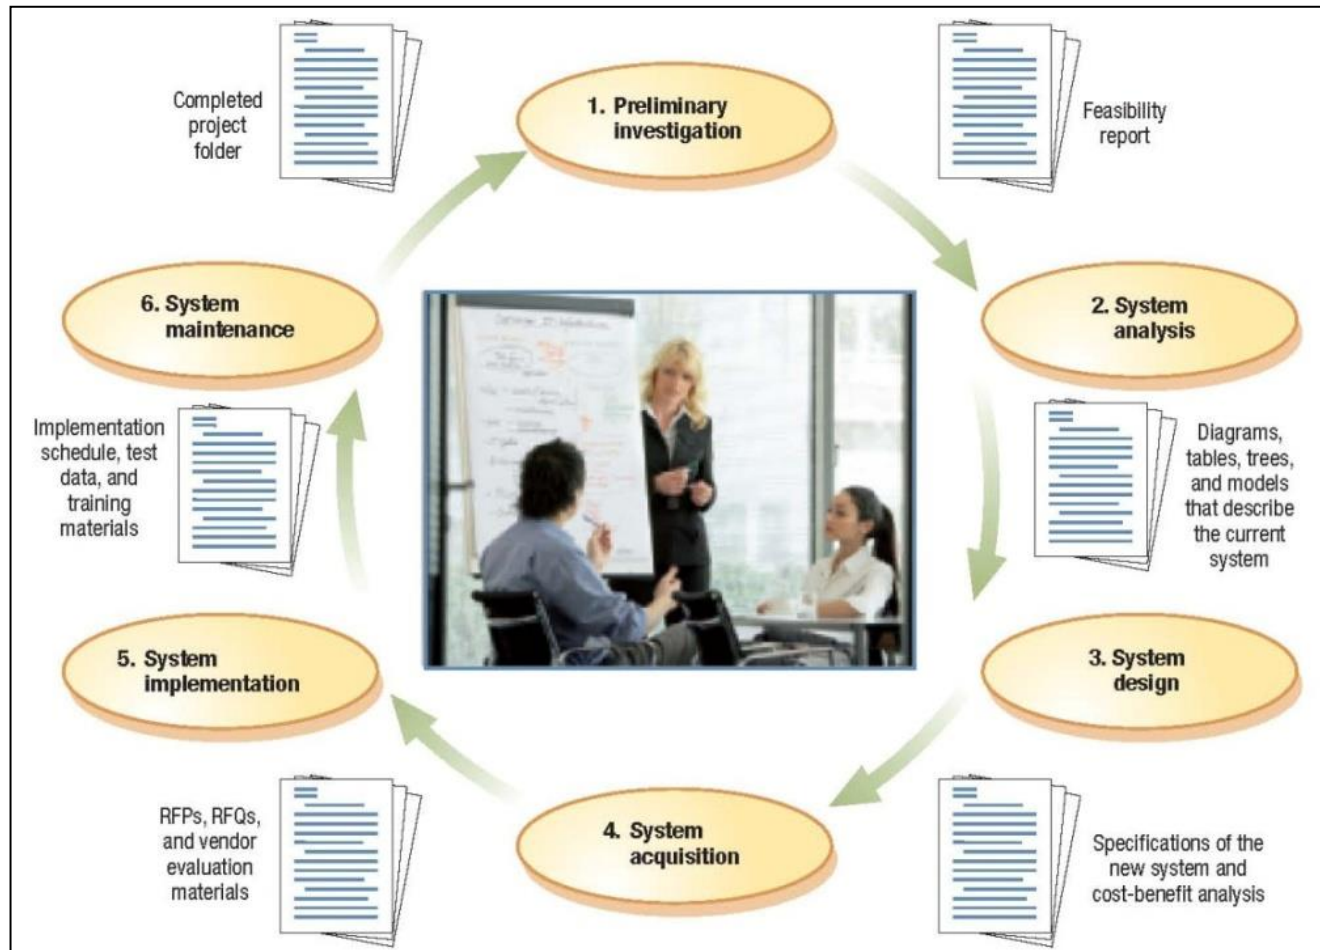 Completed
project
folder
1. Preliminary
investigation
Feasibility
report
6. System
maintenance
2. System
analysis
Implementation
schedule, test
data, and
training
materials
Diagrams,
tables, trees,
and models
that describe
the current
system
5. System
implementation
3. System
design
RFPs, RFQs,
and vendor
evaluation
materials
4. System
acquisition
Specifications of the
new system and
cost-benefit analysis